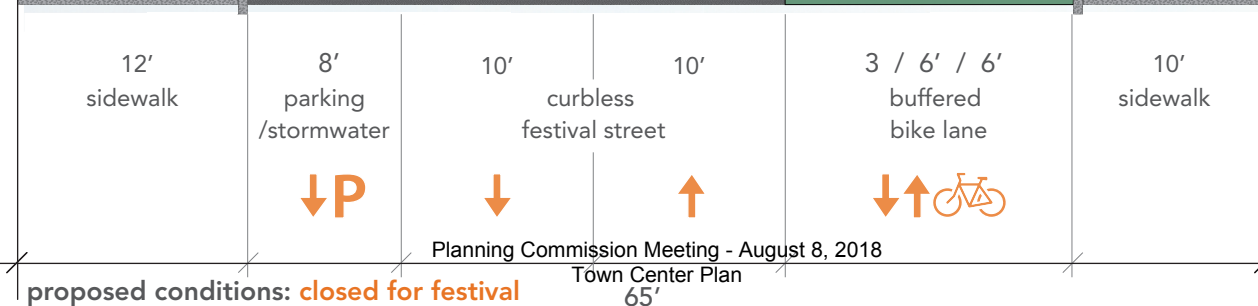 12’
sidewalk
8’
parking
/stormwater
P
10’
10’
curbless
festival street
3 / 6’ / 6’
buffered
bike lane
10’
sidewalk
Planning Commission Meeting - August 8, 2018
Town Center Plan
proposed conditions: closed for festival
65’